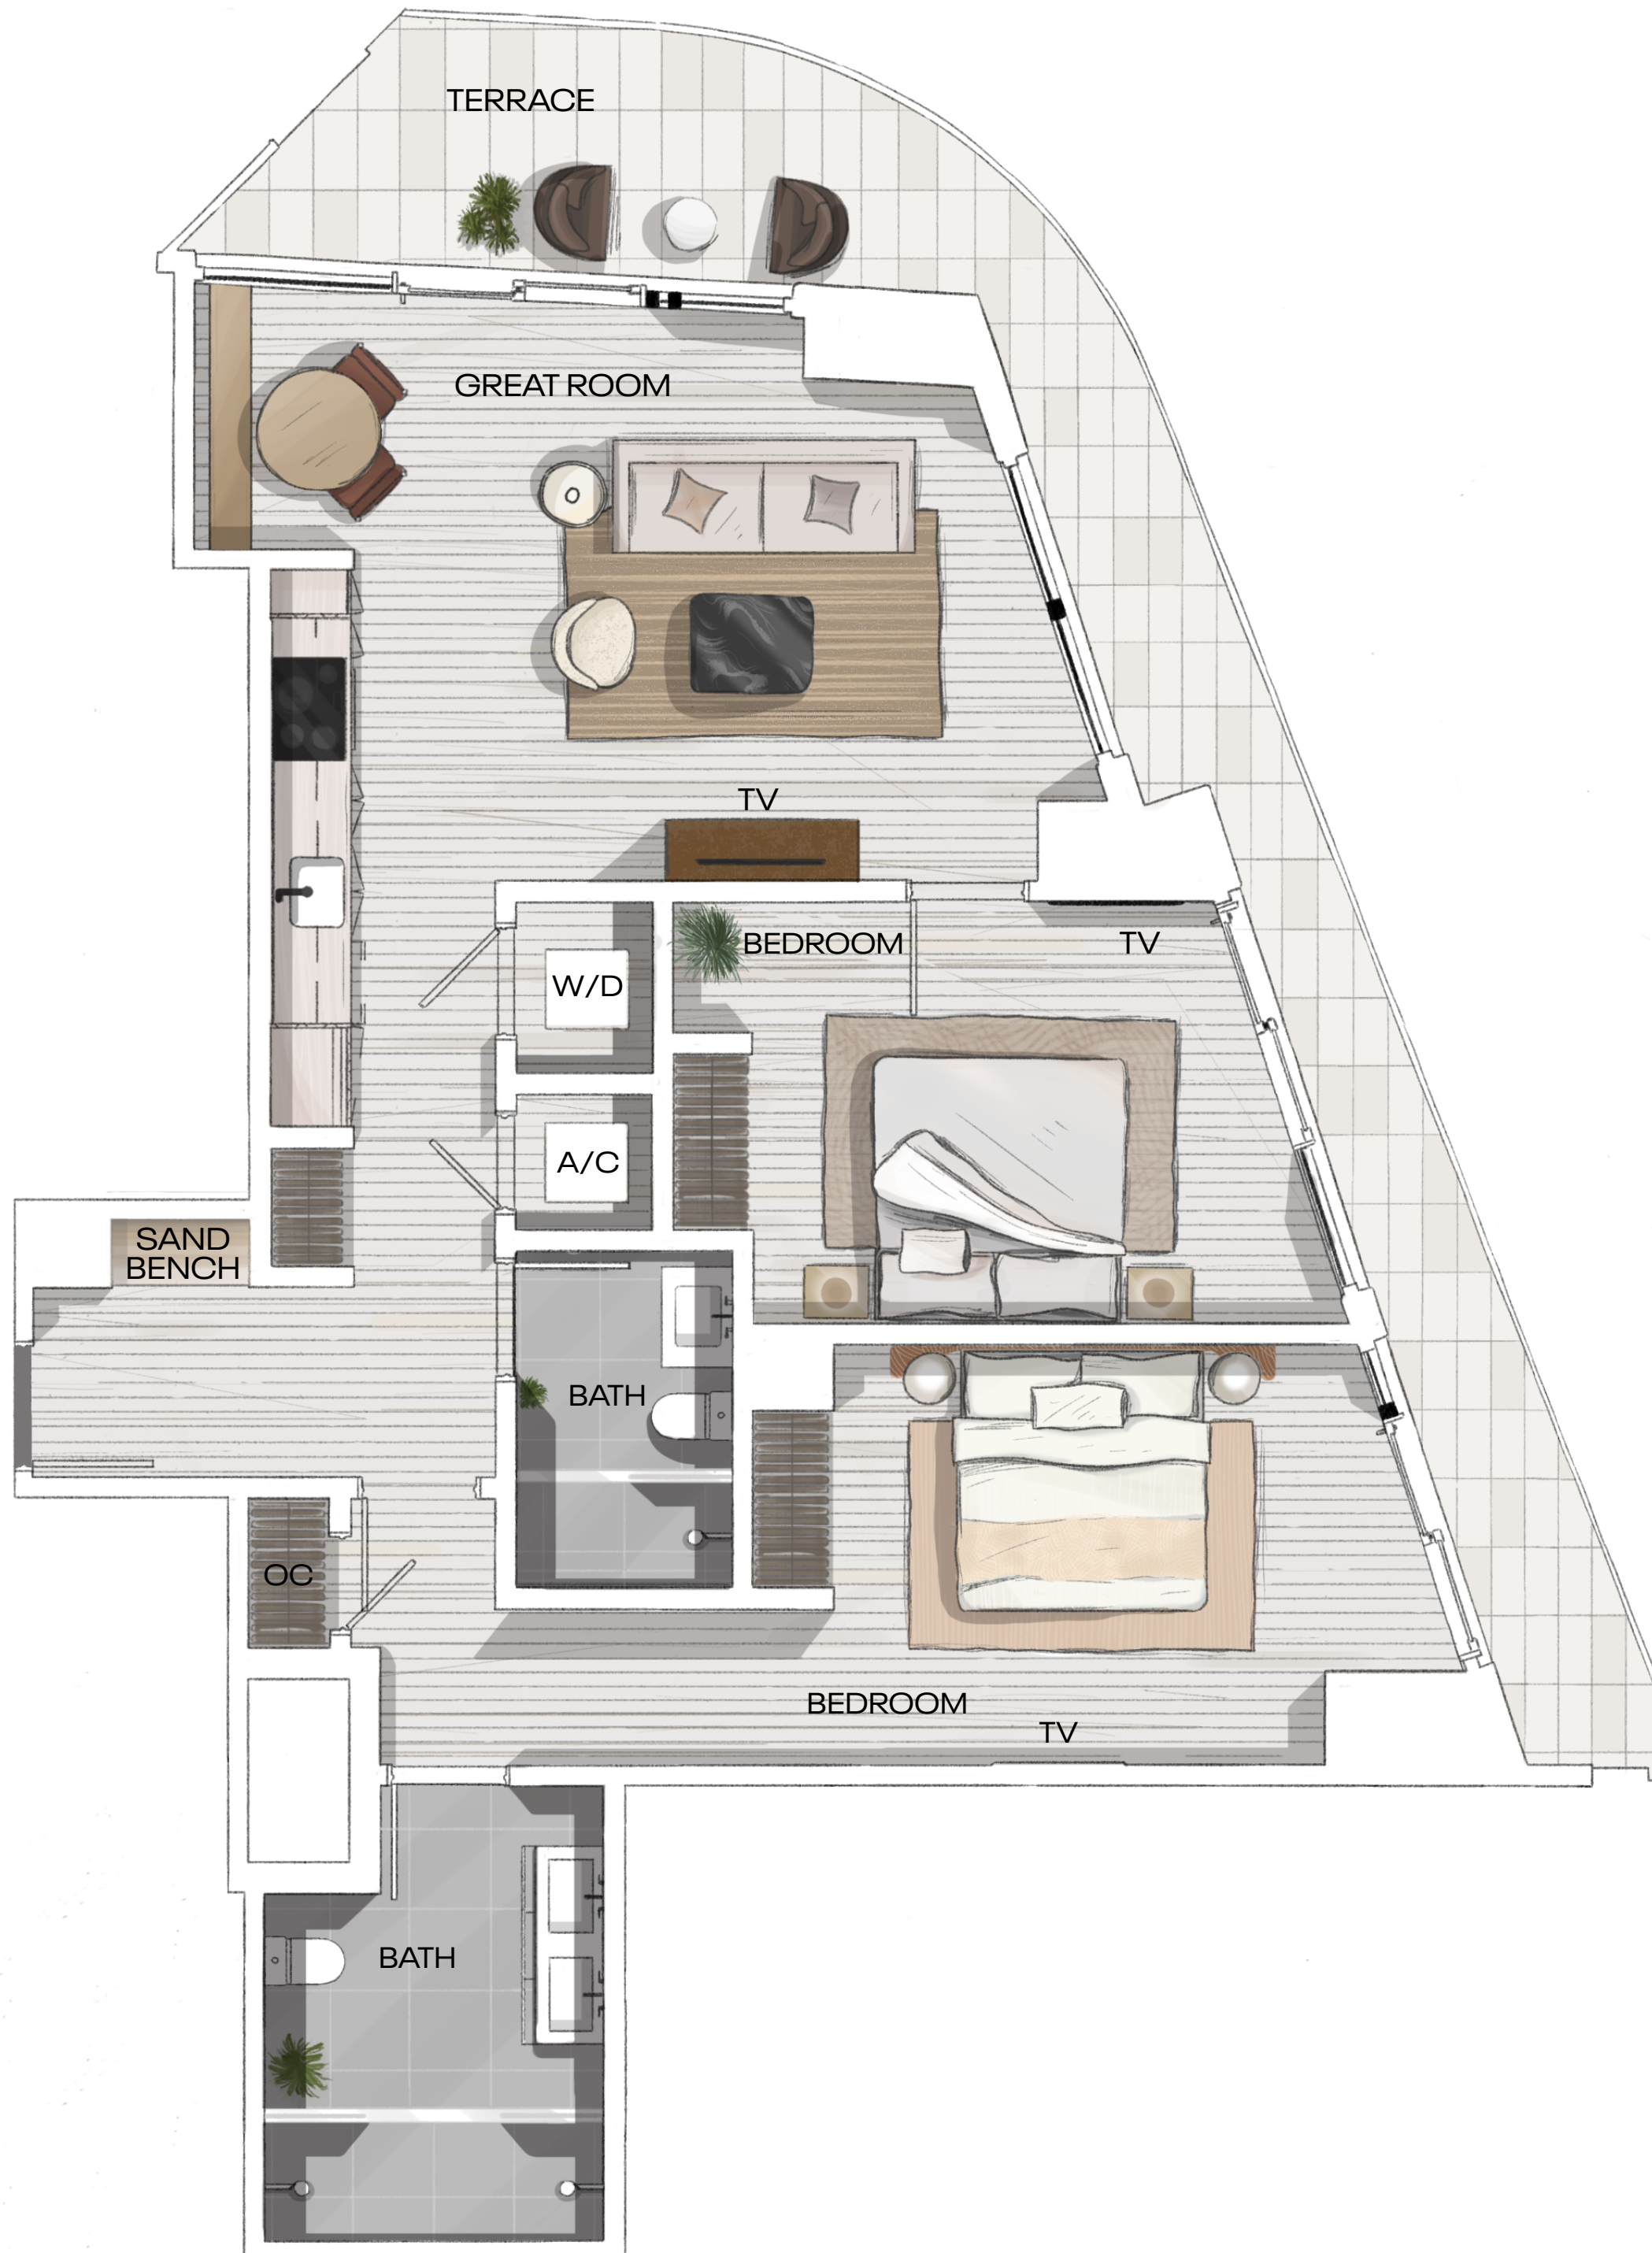 TERRACE
GREAT ROOM
TV
BEDROOM
TV
W/D
A/C
SAND
BENCH
BATH
OC
BEDROOM
TV
BATH